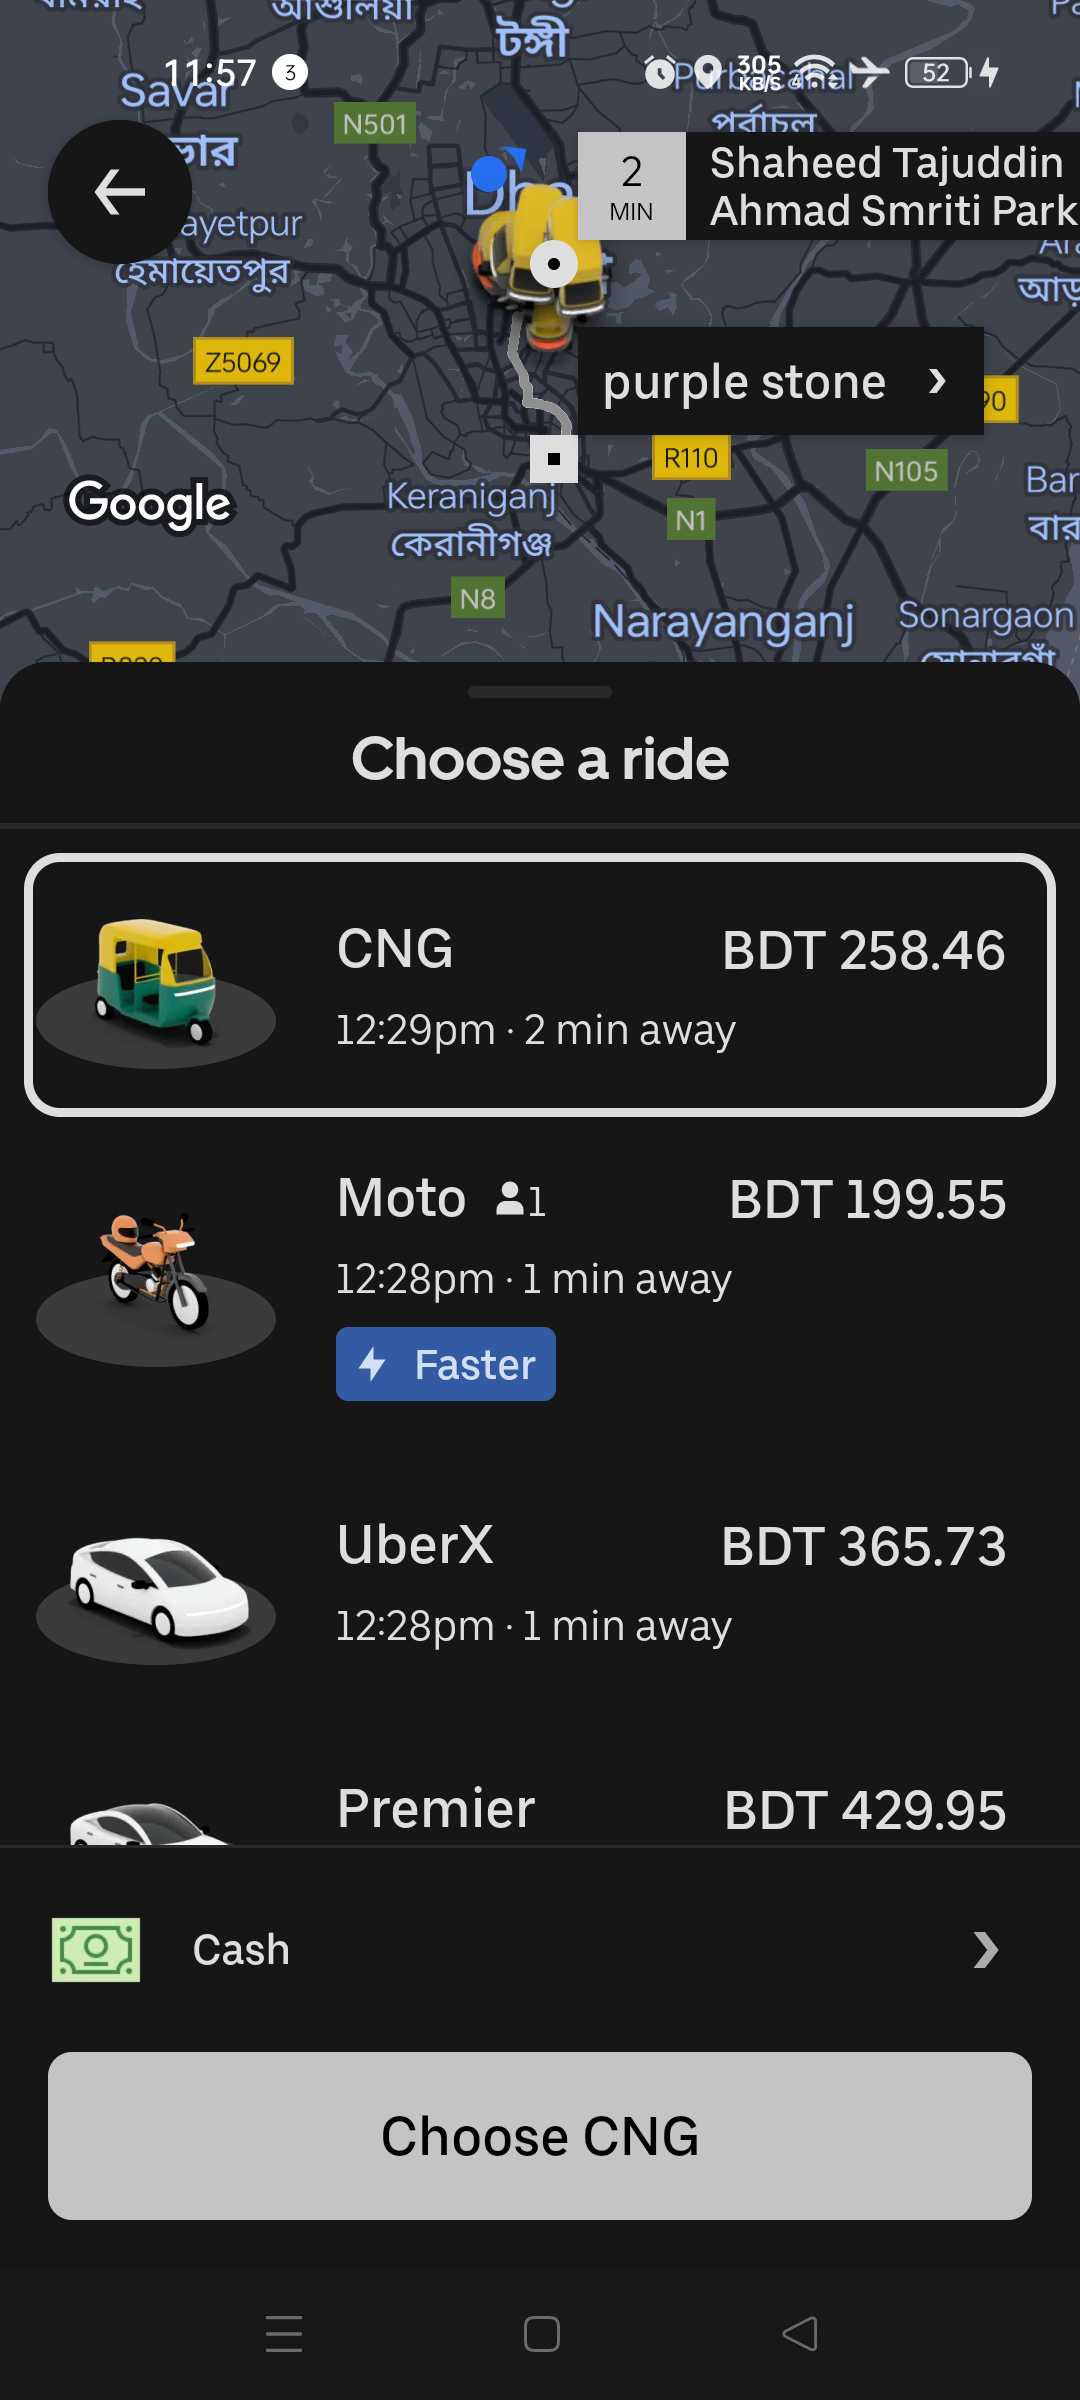 আশুলিয়া
টঙ্গী
11:57
3
305
KB/S
52
Savar
Purbachal
পূর্বাচল
N501
2
MIN
Shaheed Tajuddin
Ahmad Smriti Park
হেমায়েতপুর
Z5069
purple stone
R110
N105
Google
Keraniganj
কেরানীগঞ্জ
N1
N8
Narayanganj
Sonargaon
সোনারগাঁ
Choose a ride
CNG
BDT 258.46
12:29pm · 2 min away
Moto 1
BDT 199.55
12:28pm · 1 min away
Faster
UberX
BDT 365.73
12:28pm · 1 min away
Premier
BDT 429.95
Cash
Choose CNG